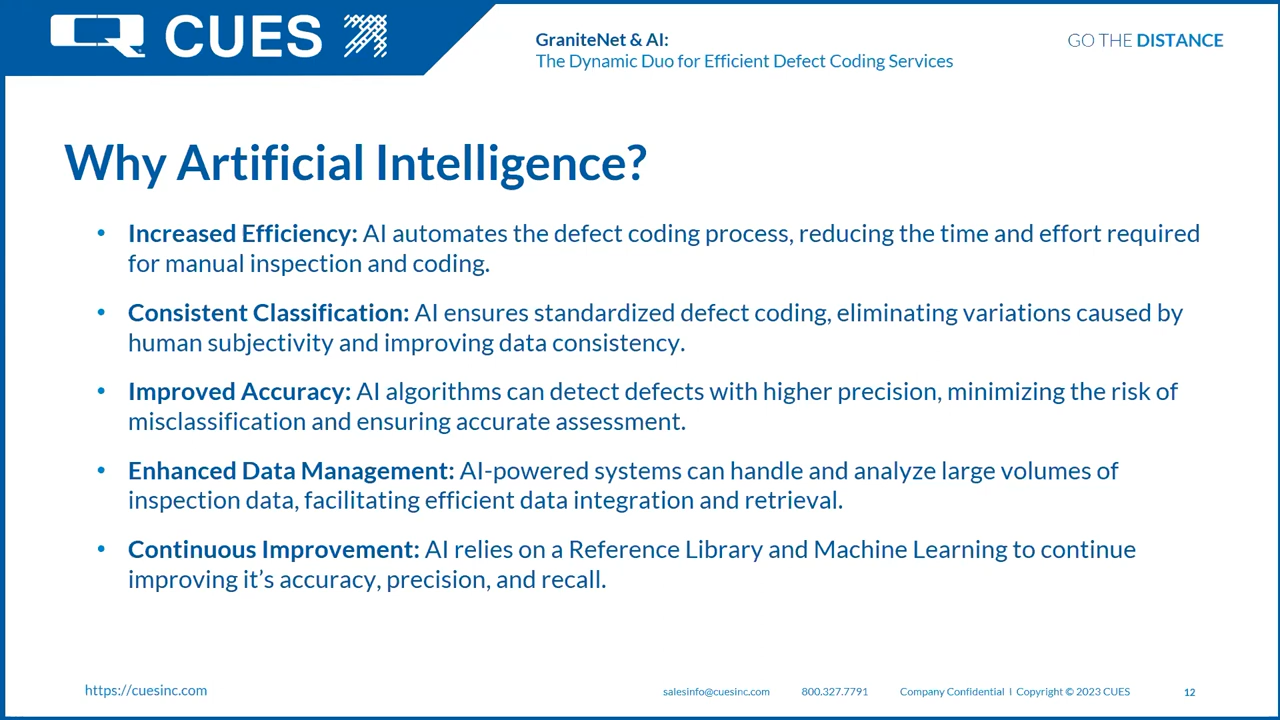 CUES
GraniteNet & AI:
The Dynamic Duo for Efficient Defect Coding Services
GO THE DISTANCE
Why Artificial Intelligence?
• Increased Efficiency: AI automates the defect coding process, reducing the time and effort required
for manual inspection and coding.
• Consistent Classification: AI ensures standardized defect coding, eliminating variations caused by
human subjectivity and improving data consistency.
• Improved Accuracy: AI algorithms can detect defects with higher precision, minimizing the risk of
misclassification and ensuring accurate assessment.
• Enhanced Data Management: AI-powered systems can handle and analyze large volumes of
inspection data, facilitating efficient data integration and retrieval.
• Continuous Improvement: AI relies on a Reference Library and Machine Learning to continue
improving it’s accuracy, precision, and recall.
https://cuesinc.com
salesinfo@cuesinc.com 800.327.7791 Company Confidential I Copyright © 2023 CUES 12